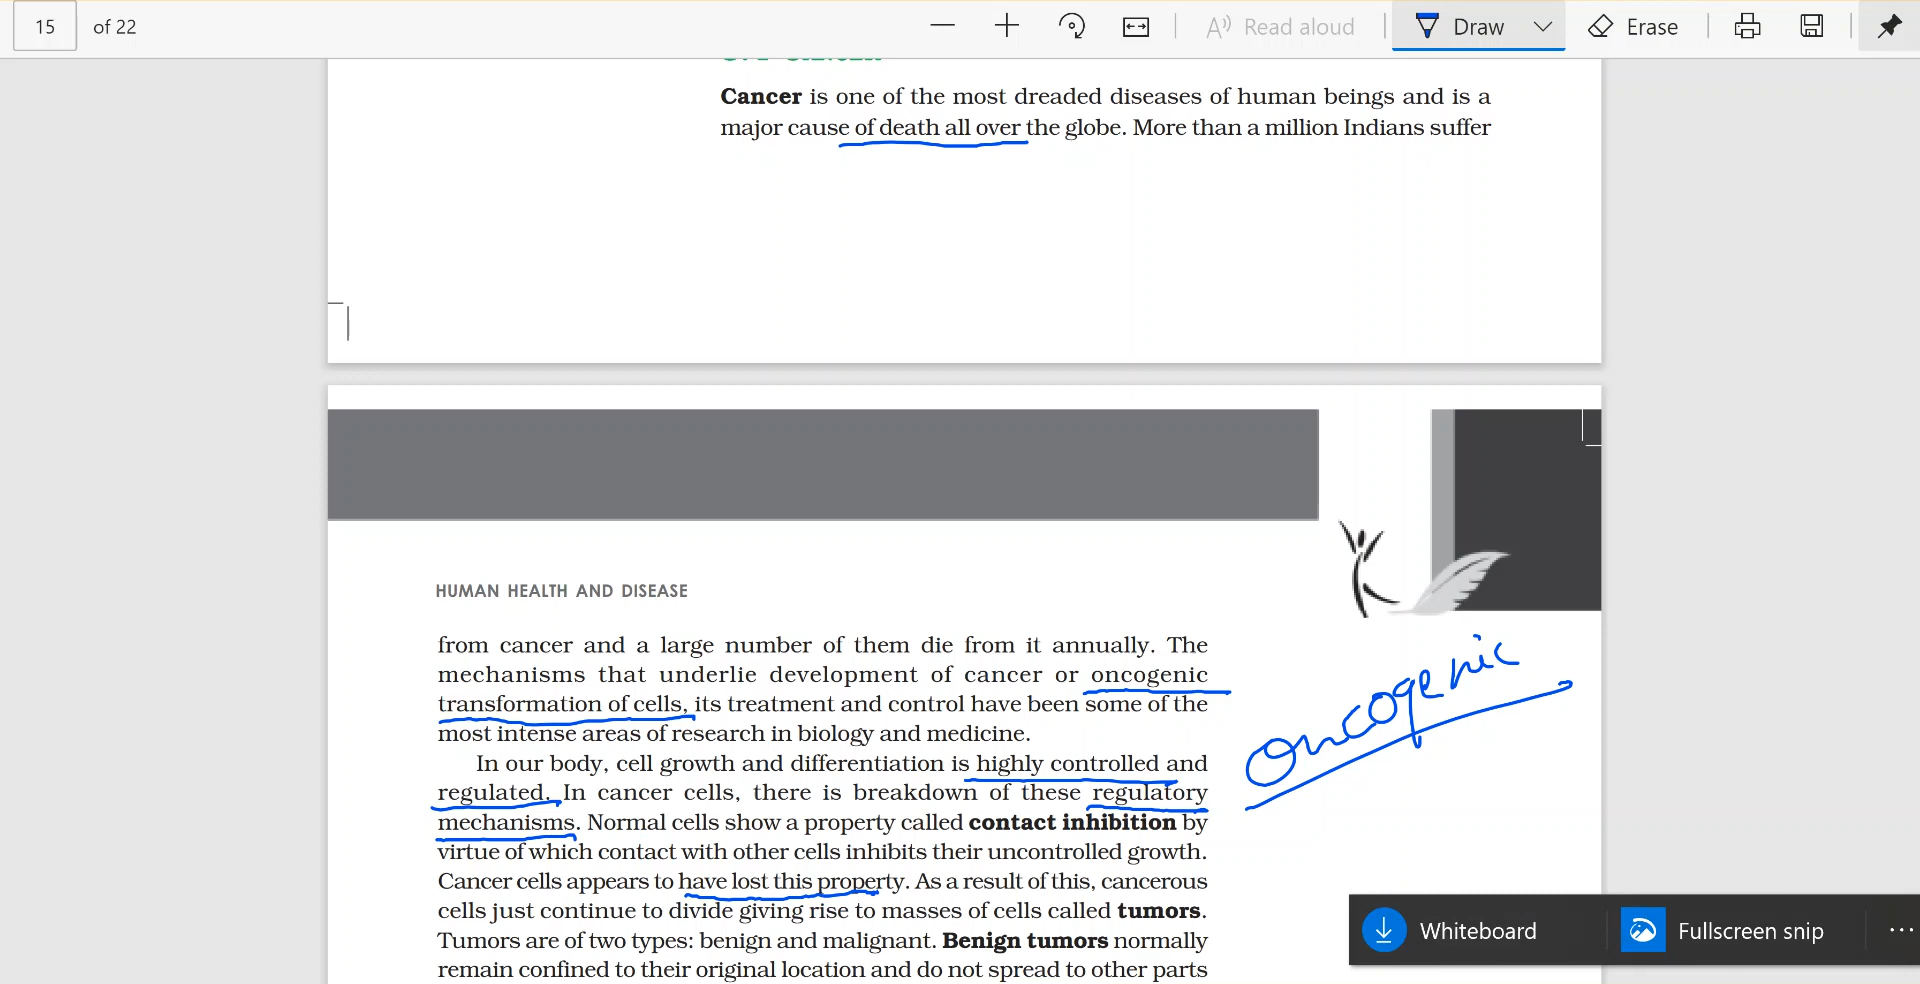 15 of 22 Read aloud Draw Erase
Cancer is one of the most dreaded diseases of human beings and is a
major cause of death all over the globe. More than a million Indians suffer
HUMAN HEALTH AND DISEASE
from cancer and a large number of them die from it annually. The
mechanisms that underlie development of cancer or oncogenic
transformation of cells, its treatment and control have been some of the
most intense areas of research in biology and medicine.
In our body, cell growth and differentiation is highly controlled and
regulated. In cancer cells, there is breakdown of these regulatory
mechanisms. Normal cells show a property called contact inhibition by
virtue of which contact with other cells inhibits their uncontrolled growth.
Cancer cells appears to have lost this property. As a result of this, cancerous
cells just continue to divide giving rise to masses of cells called tumors.
Tumors are of two types: benign and malignant. Benign tumors normally
remain confined to their original location and do not spread to other parts
oncogenic
Whiteboard Fullscreen snip